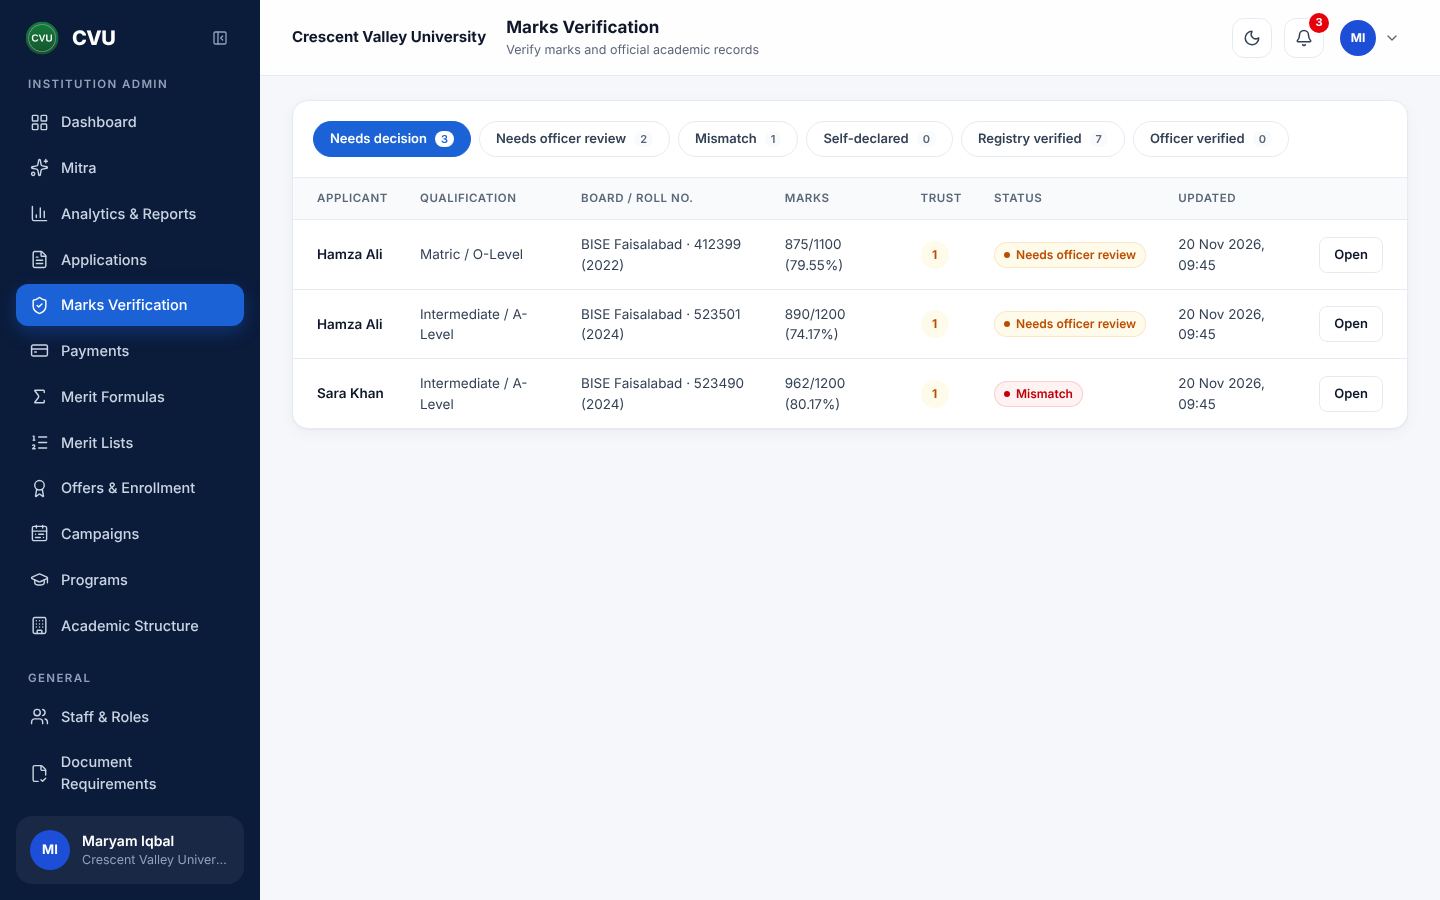 CVU CVU
INSTITUTION ADMIN
Dashboard
Mitra
Analytics & Reports
Applications
Marks Verification
Payments
Merit Formulas
Merit Lists
Offers & Enrollment
Campaigns
Programs
Academic Structure
GENERAL
Staff & Roles
Document
Requirements
MI Maryam Iqbal
Crescent Valley Univer...
Crescent Valley University
Marks Verification
Verify marks and official academic records
3
MI
Needs decision 3 Needs officer review 2 Mismatch 1 Self-declared 0 Registry verified 7 Officer verified 0
APPLICANT QUALIFICATION BOARD / ROLL NO. MARKS TRUST STATUS UPDATED
Hamza Ali Matric / O-Level BISE Faisalabad · 412399 875/1100 1 Needs officer review 20 Nov 2026, Open
(2022) (79.55%) 09:45
Hamza Ali Intermediate / A- BISE Faisalabad · 523501 890/1200 1 Needs officer review 20 Nov 2026, Open
Level (2024) (74.17%) 09:45
Sara Khan Intermediate / A- BISE Faisalabad · 523490 962/1200 1 Mismatch 20 Nov 2026, Open
Level (2024) (80.17%) 09:45